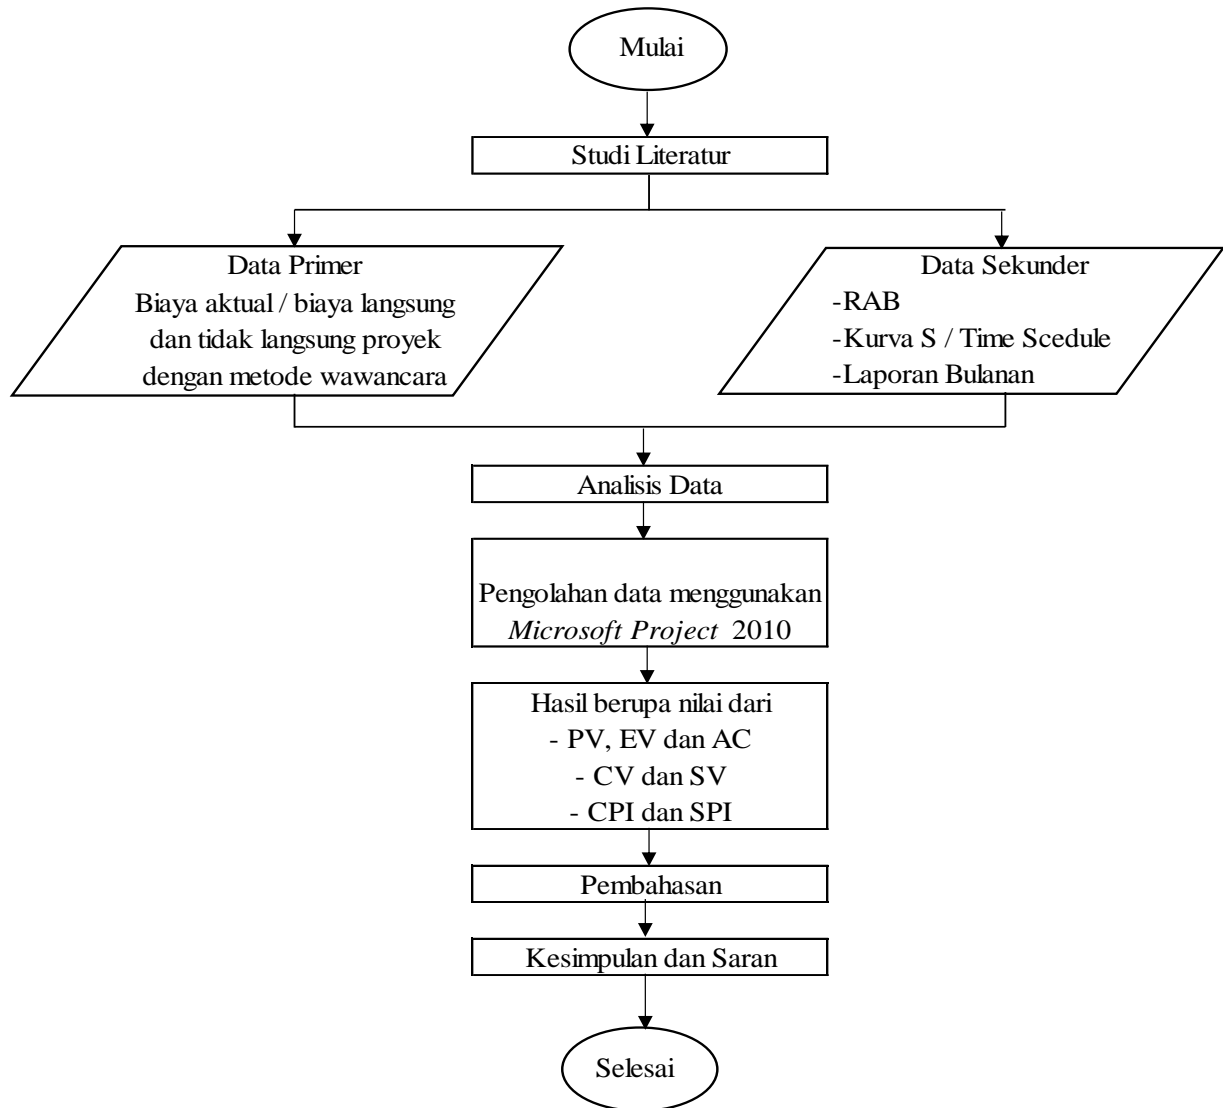 Mulai
Studi Literatur
Data Primer
Biaya aktual / biaya langsung
dan tidak langsung proyek
dengan metode wawancara
Data Sekunder
-RAB
-Kurva S / Time Scedule
-Laporan Bulanan
Analisis Data
Pengolahan data menggunakan
Microsoft Project 2010
Hasil berupa nilai dari
- PV, EV dan AC
- CV dan SV
- CPI dan SPI
Pembahasan
Kesimpulan dan Saran
Selesai